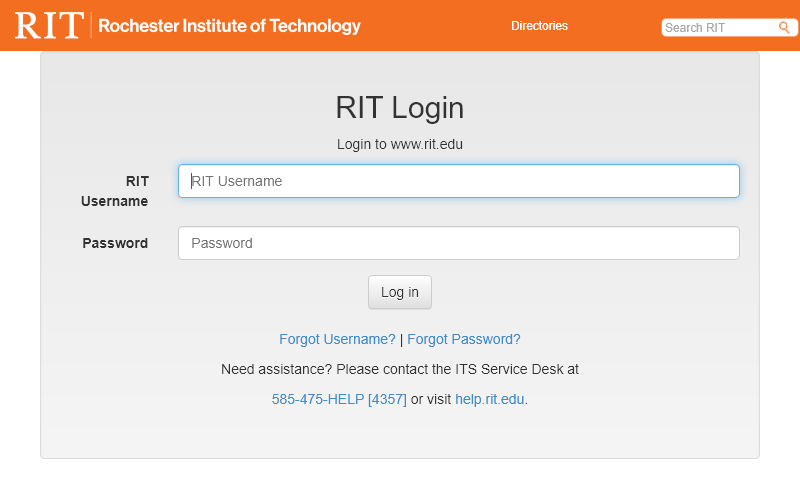 RIT Rochester Institute of Technology Directories Search RIT
RIT Login
Login to www.rit.edu
RIT Username
RIT Username
Password Password
Log in
Forgot Username? | Forgot Password?
Need assistance? Please contact the ITS Service Desk at
585-475-HELP [4357] or visit help.rit.edu.